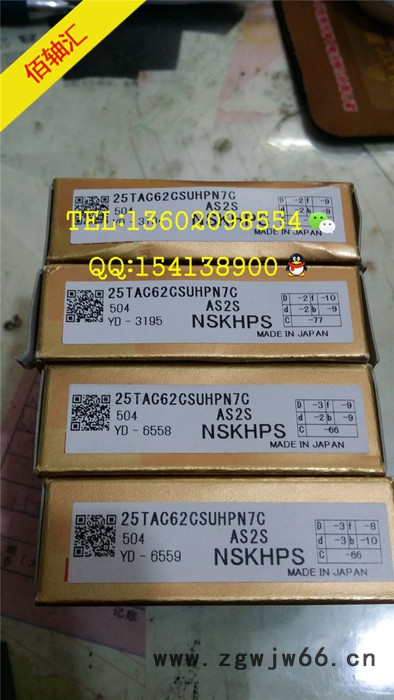 佰轴汇
25TAC62CSUHPN7C
504 AS2S
NSKHPS
D -2 f -9
d -2 b -9
MADE IN JAPAN
TEL:13602098554
QQ:154138900
25TAC62CSUHPN7C
504 AS2S
YD - 3195 NSKHPS
D -2 f -10
d -2 b -9
C -77
MADE IN JAPAN
25TAC62CSUHPN7C
504 AS2S
YD - 6558 NSKHPS
D -3 f -9
d -2 b -9
C -66
MADE IN JAPAN
25TAC62CSUHPN7C
504 AS2S
YD - 6559 NSKHPS
D -3 f -8
d -3 b -10
C -66
MADE IN JAPAN
www.zgwjw66.cn